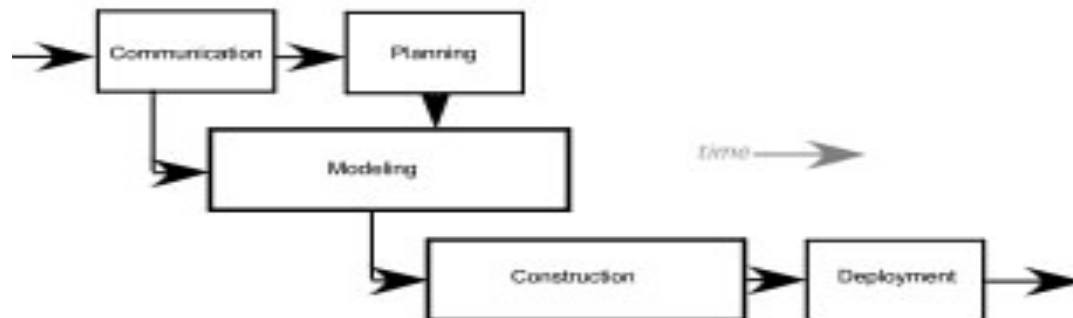 Communication
Planning
Modeling
time
Construction
Deployment